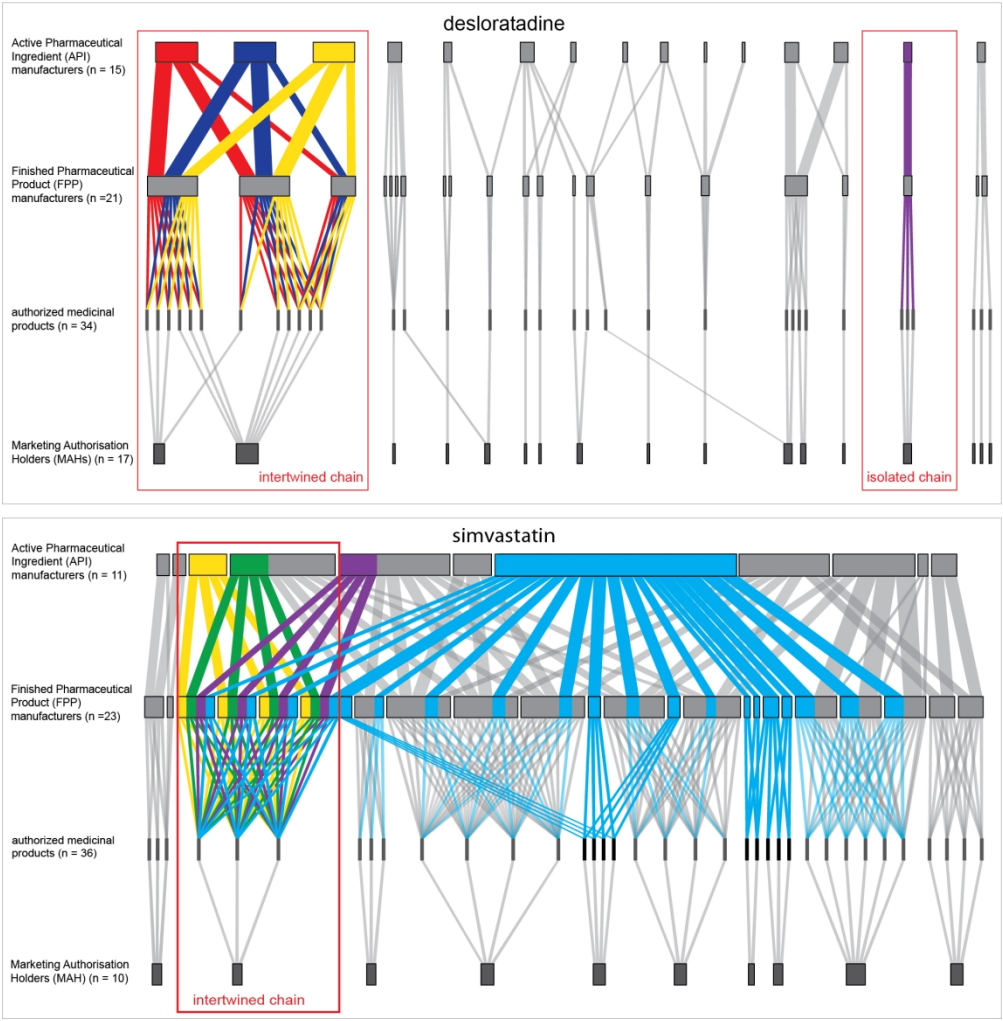 desloratadine
Active Pharmaceutical
Ingredient (API)
manufacturers (n = 15)
Finished Pharmaceutical
Product (FPP)
manufacturers (n =21)
authorized medicinal
products (n = 34)
Marketing Authorisation
Holders (MAHs) (n = 17)
intertwined chain
isolated chain
simvastatin
Active Pharmaceutical
Ingredient (API)
manufacturers (n = 11)
Finished Pharmaceutical
Product (FPP)
manufacturers (n =23)
authorized medicinal
products (n = 36)
Marketing Authorisation
Holders (MAH) (n = 10)
intertwined chain